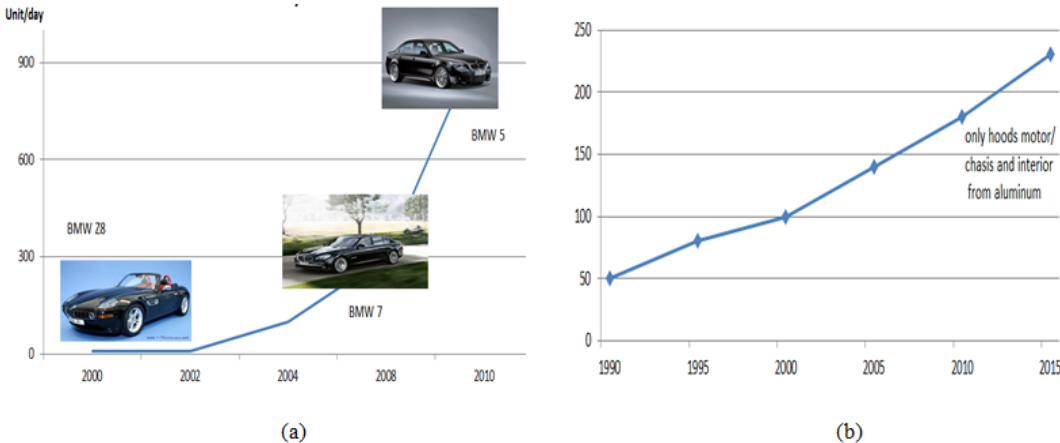 Unit/day
900
600
300
0
BMW Z8
BMW 7
BMW 5
2000
2002
2004
2008
2010
(a)
250
200
150
100
50
0
only hoods motor/
chasis and interior
from aluminum
1990
1995
2000
2005
2010
2015
(b)